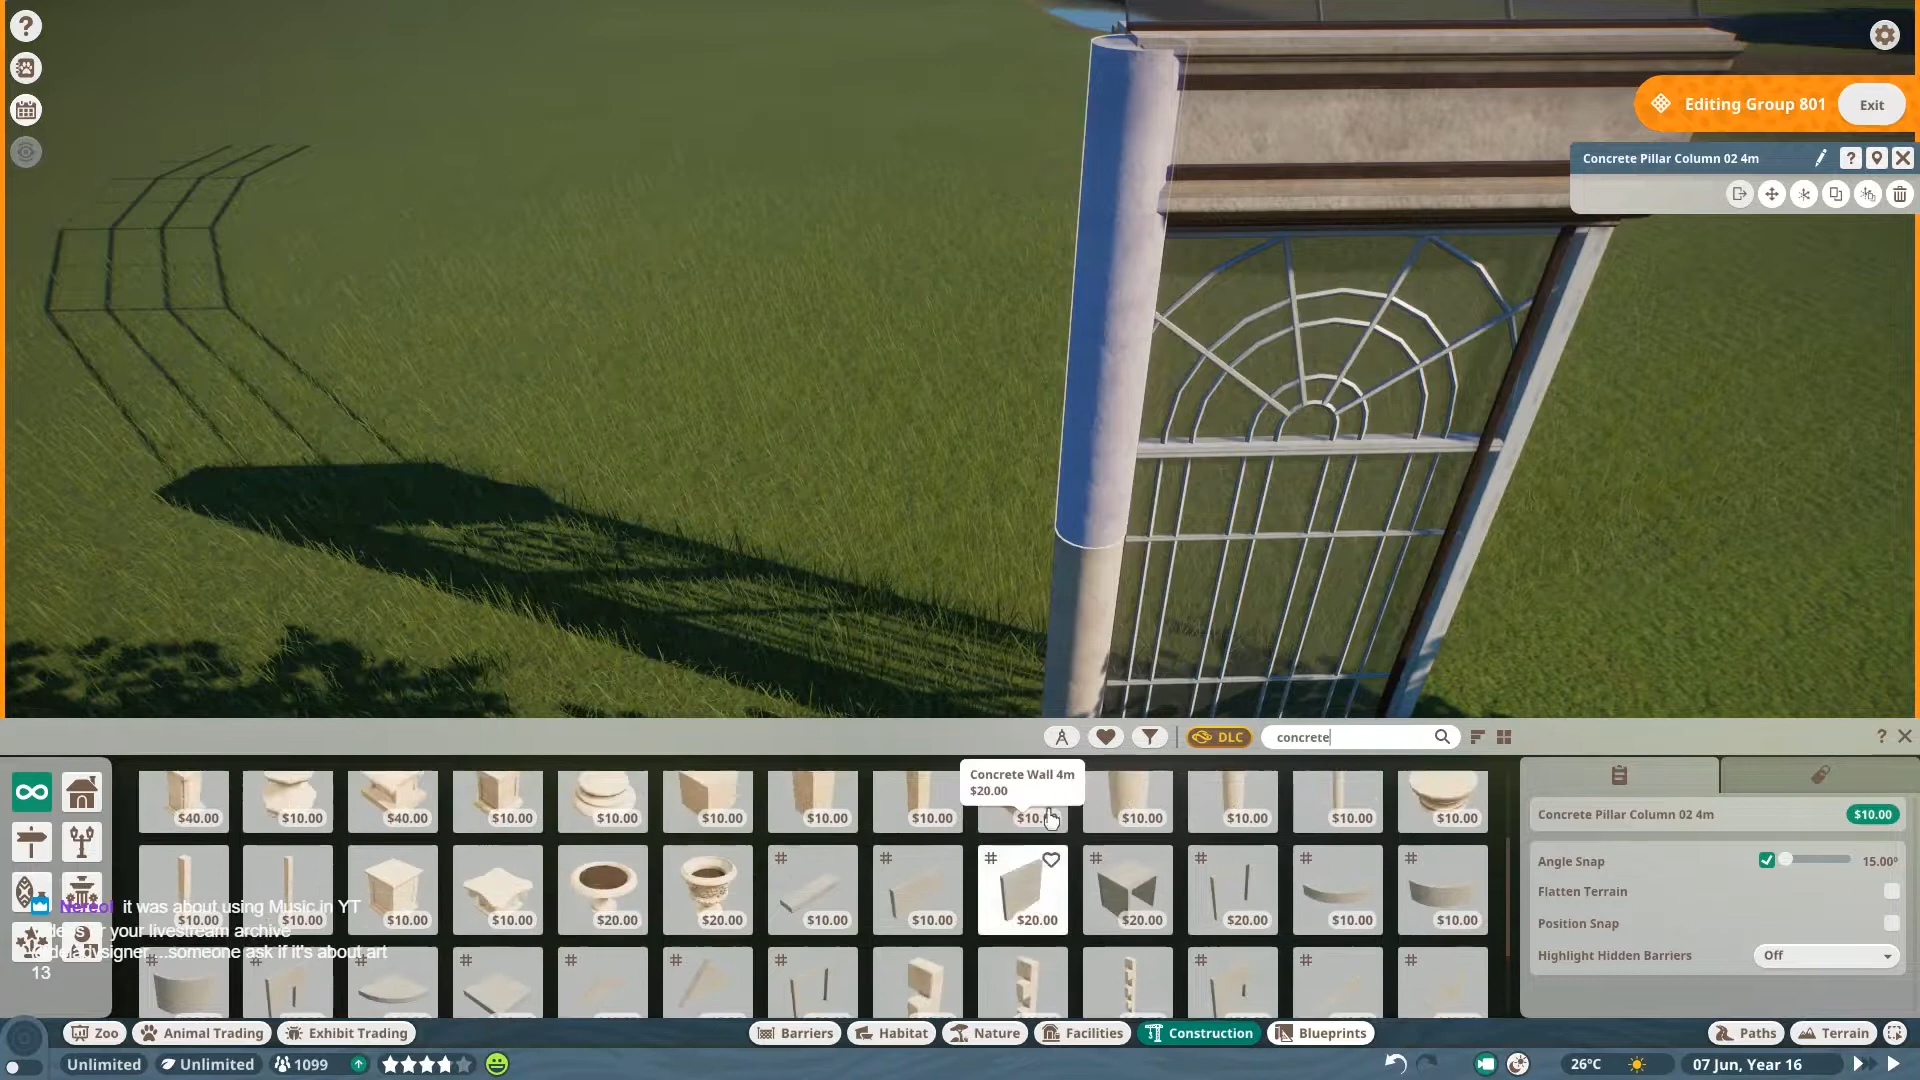 ?
Editing Group 801
Exit
Concrete Pillar Column 02 4m
?
DLC
concrete
?
Concrete Wall 4m
$20.00
$40.00 $10.00 $40.00 $10.00 $10.00 $10.00 $10.00 $10.00 $10.00 $10.00 $10.00 $10.00 $10.00
$10.00 $10.00 $10.00 $10.00 $20.00 $20.00 $10.00 $10.00 $20.00 $20.00 $20.00 $10.00 $10.00
Nereol it was about using Music in YT
or your livestream archive
someone ask if it's about art
13
Concrete Pillar Column 02 4m
$10.00
Angle Snap
15.00°
Flatten Terrain
Position Snap
Highlight Hidden Barriers
Off
Zoo
Animal Trading
Exhibit Trading
Barriers
Habitat
Nature
Facilities
Construction
Blueprints
Paths
Terrain
Unlimited
Unlimited
1099
26°C
07 Jun, Year 16